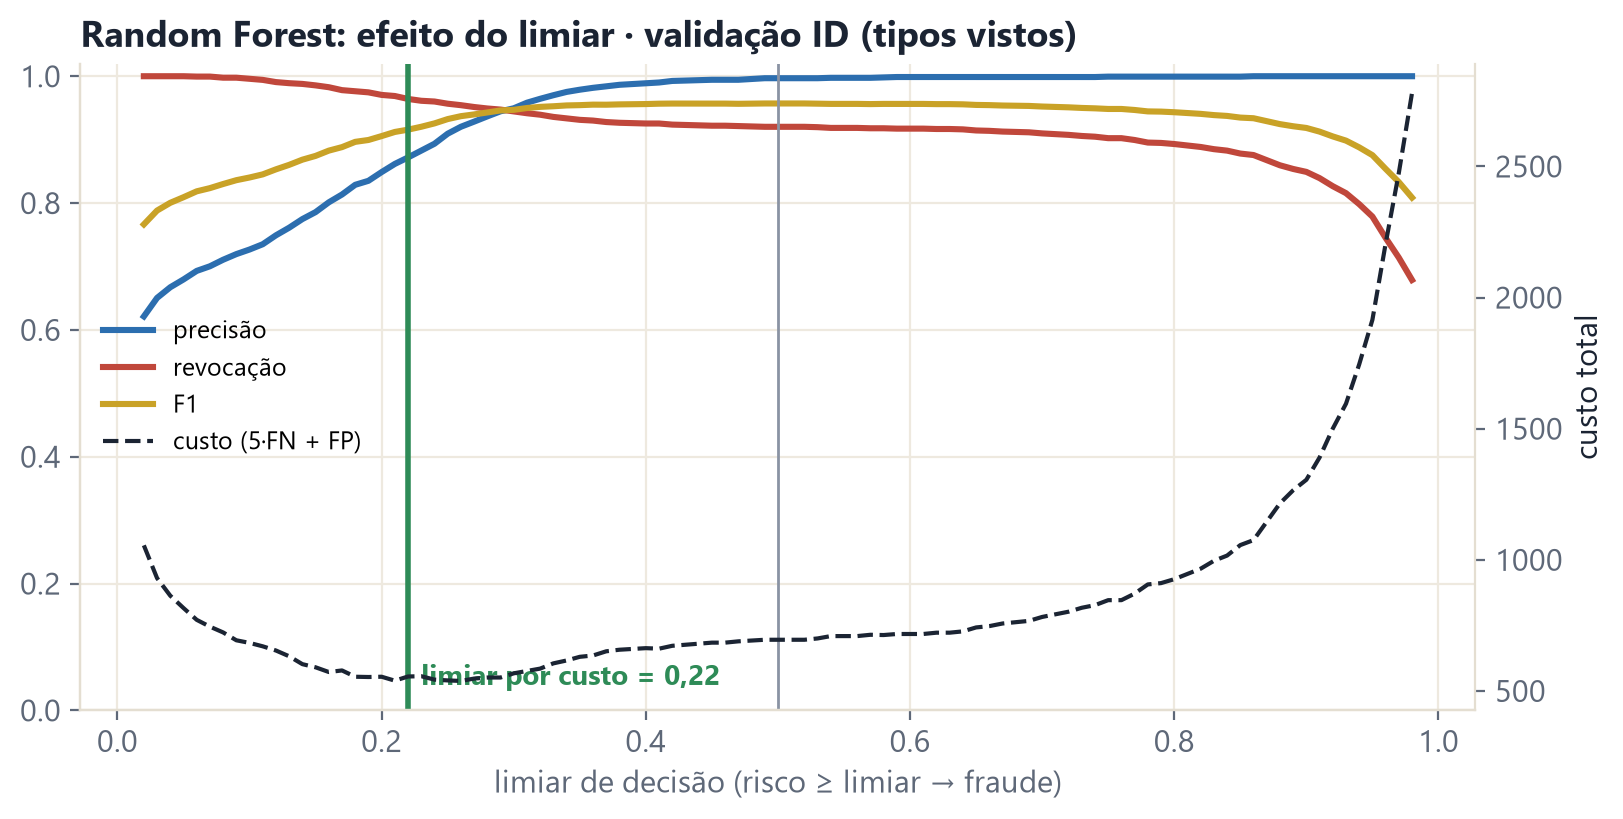 Random Forest: efeito do limiar · validação ID (tipos vistos)
1.0
0.8
0.6
0.4
0.2
0.0
precisão
revocação
F1
custo (5·FN + FP)
limiar por custo = 0,22
2500
2000
1500
1000
500
custo total
0.0 0.2 0.4 0.6 0.8 1.0
limiar de decisão (risco ≥ limiar → fraude)